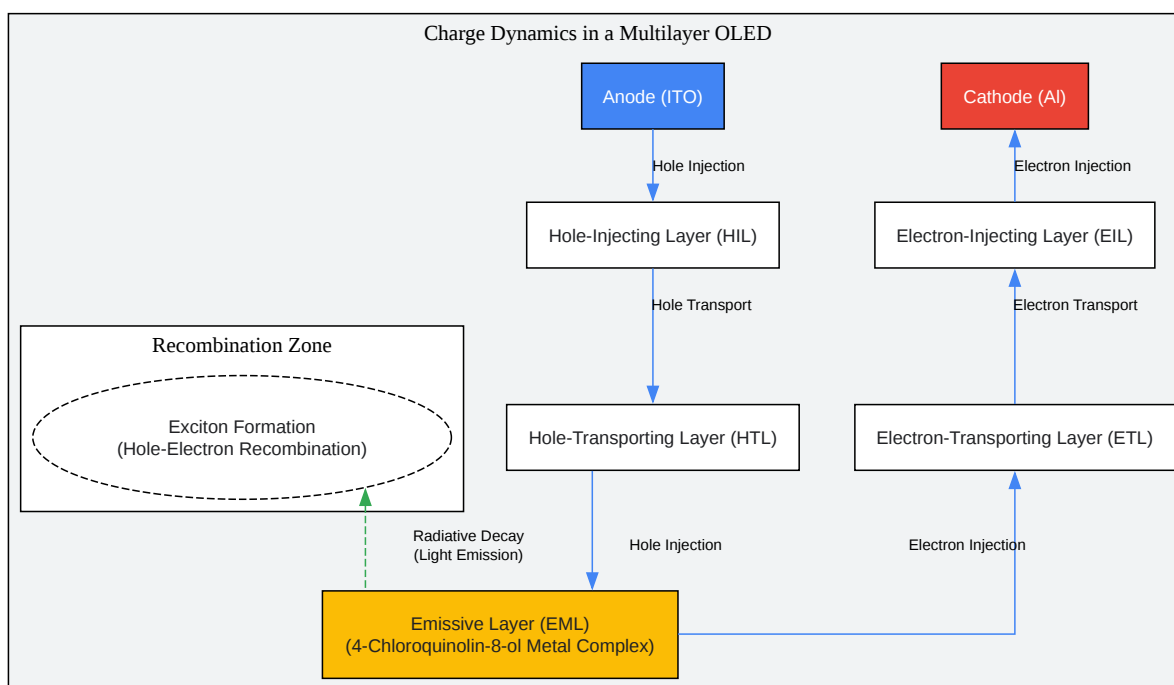 Charge Dynamics in a Multilayer OLED
Anode (ITO)
Cathode (Al)
Hole Injection
Electron Injection
Hole-Injecting Layer (HIL)
Electron-Injecting Layer (EIL)
Hole Transport
Electron Transport
Recombination Zone
Exciton Formation
(Hole-Electron Recombination)
Hole-Transporting Layer (HTL)
Electron-Transporting Layer (ETL)
Radiative Decay
(Light Emission)
Hole Injection
Electron Injection
Emissive Layer (EML)
(4-Chloroquinolin-8-ol Metal Complex)